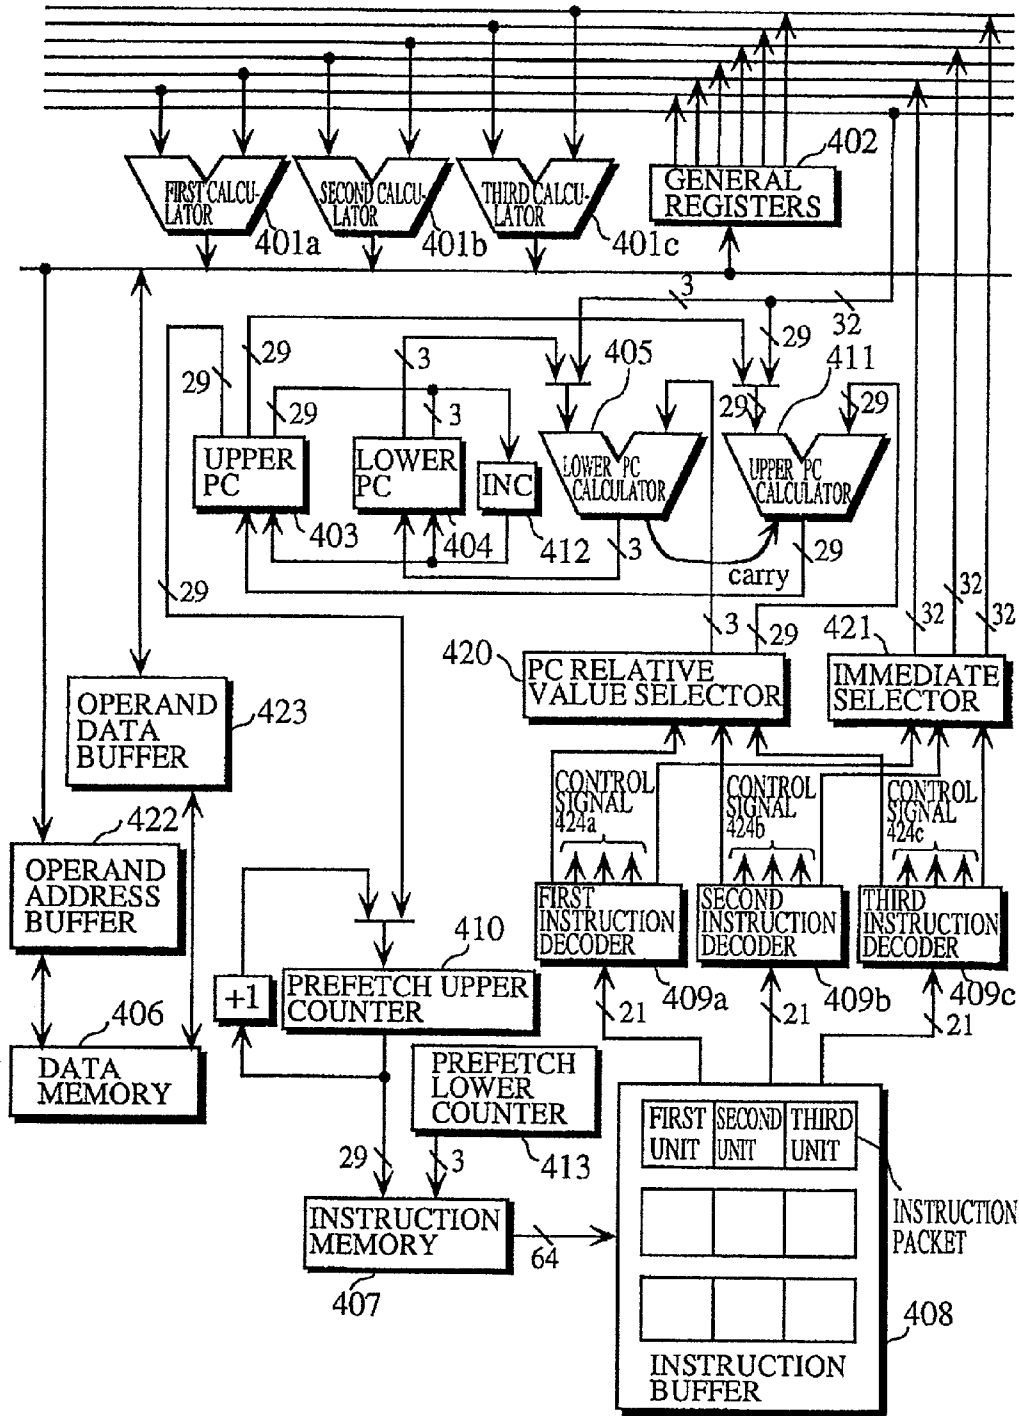 402
GENERAL
REGISTERS
FIRST CALCU-
LATOR
401a
SECOND CALCU-
LATOR
401b
THIRD CALCU-
LATOR
401c
3
32
29
29
29
29
3
3
405
411
29
29
UPPER
PC
403
LOWER
PC
404
INC
412
LOWER PC
CALCULATOR
UPPER PC
CALCULATOR
3
carry
29
29
3
29
32
32
32
420
421
PC RELATIVE
VALUE SELECTOR
IMMEDIATE
SELECTOR
OPERAND
DATA
BUFFER
423
CONTROL
SIGNAL
424a
CONTROL
SIGNAL
424b
CONTROL
SIGNAL
424c
422
OPERAND
ADDRESS
BUFFER
FIRST
INSTRUCTION
DECODER
409a
SECOND
INSTRUCTION
DECODER
409b
THIRD
INSTRUCTION
DECODER
409c
410
+1
PREFETCH UPPER
COUNTER
21
21
21
406
DATA
MEMORY
PREFETCH
LOWER
COUNTER
413
29
3
FIRST
UNIT
SECOND
UNIT
THIRD
UNIT
INSTRUCTION
PACKET
INSTRUCTION
MEMORY
407
64
408
INSTRUCTION
BUFFER